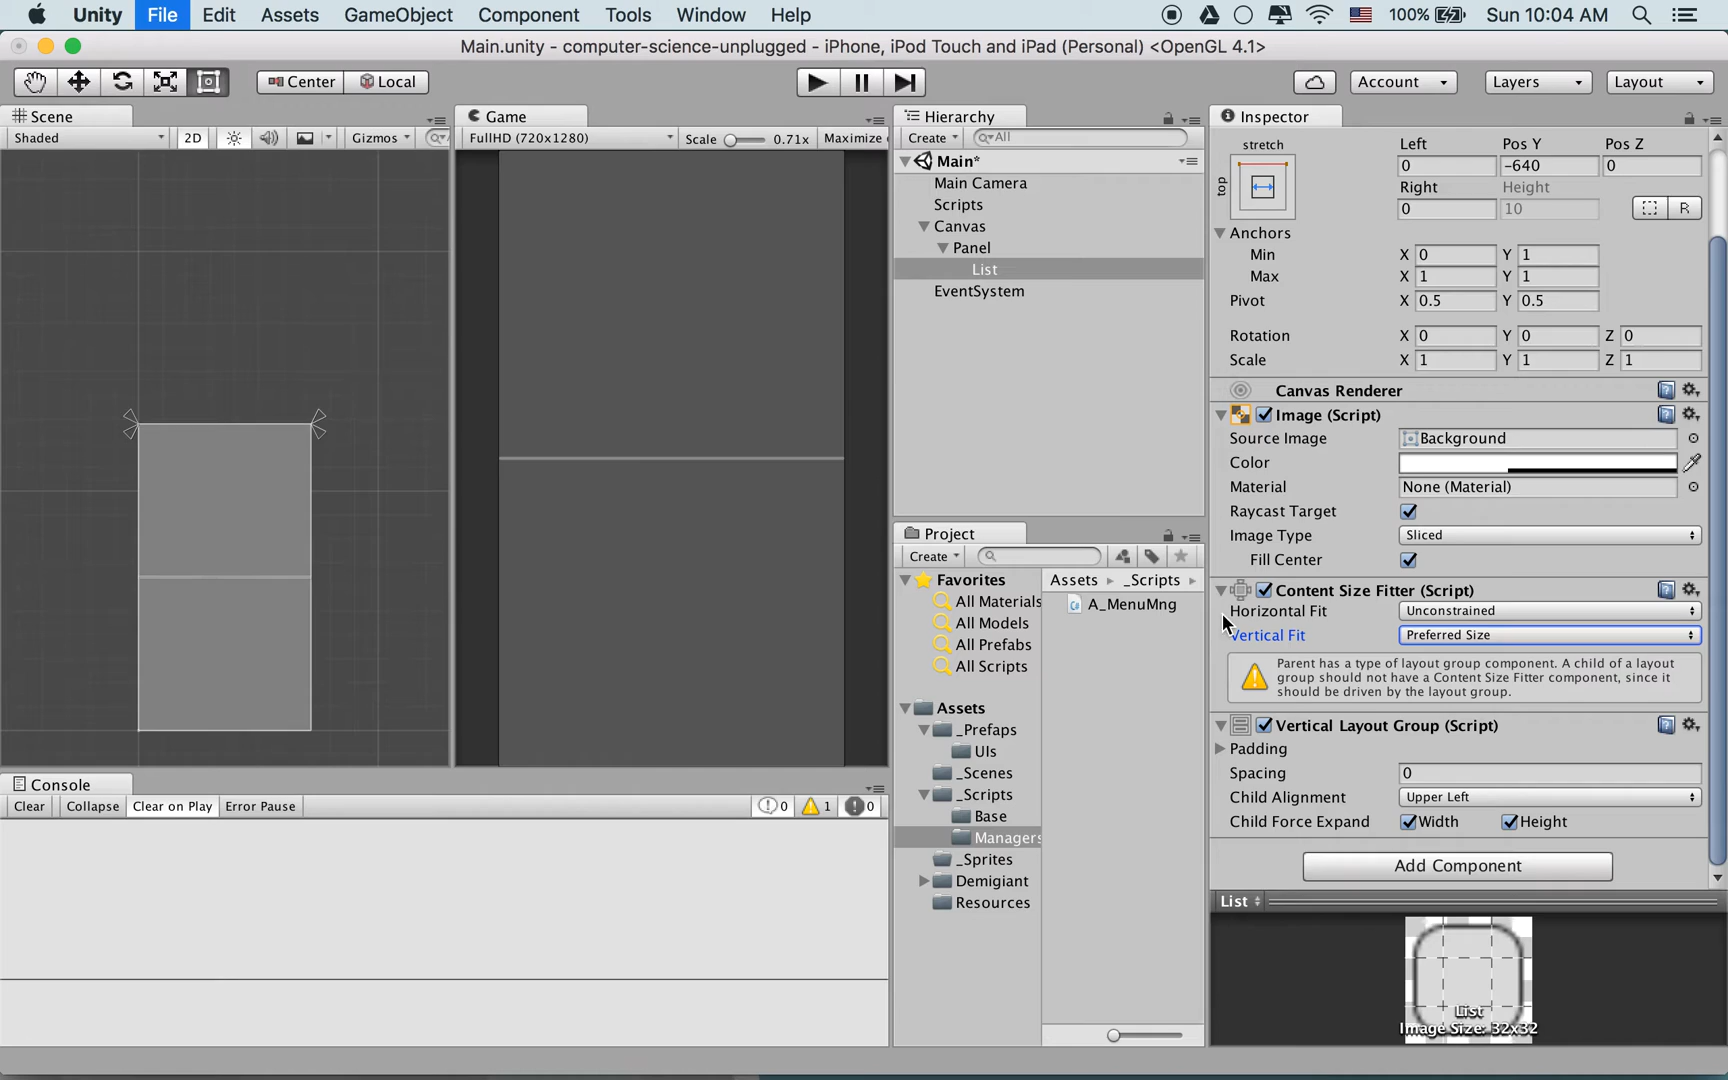 Unity File Edit Assets GameObject Component Tools Window Help 100% Sun 10:04 AM
Main.unity - computer-science-unplugged - iPhone, iPod Touch and iPad (Personal) <OpenGL 4.1>
Center Local Account Layers Layout
Scene
Shaded 2D Gizmos All
Game
FullHD (720x1280) Scale 0.71x Maximize
Hierarchy
Create All
Main*
Main Camera
Scripts
Canvas
Panel
List
EventSystem
Project
Create
Favorites
All Materials
All Models
All Prefabs
All Scripts
Assets
_Prefaps
UIs
_Scenes
_Scripts
Base
Managers
_Sprites
Demigiant
Resources
Assets _Scripts
A_MenuMng
Console
Clear Collapse Clear on Play Error Pause 0 1 0
Inspector
stretch Left Pos Y Pos Z
top 0 -640 0
Right Height
0 10 R
Anchors
Min X 0 Y 1
Max X 1 Y 1
Pivot X 0.5 Y 0.5
Rotation X 0 Y 0 Z 0
Scale X 1 Y 1 Z 1
Canvas Renderer
Image (Script)
Source Image Background
Color
Material None (Material)
Raycast Target
Image Type Sliced
Fill Center
Content Size Fitter (Script)
Horizontal Fit Unconstrained
Vertical Fit Preferred Size
Parent has a type of layout group component. A child of a layout
group should not have a Content Size Fitter component, since it
should be driven by the layout group.
Vertical Layout Group (Script)
Padding
Spacing 0
Child Alignment Upper Left
Child Force Expand Width Height
Add Component
List
List
Image Size: 32x32